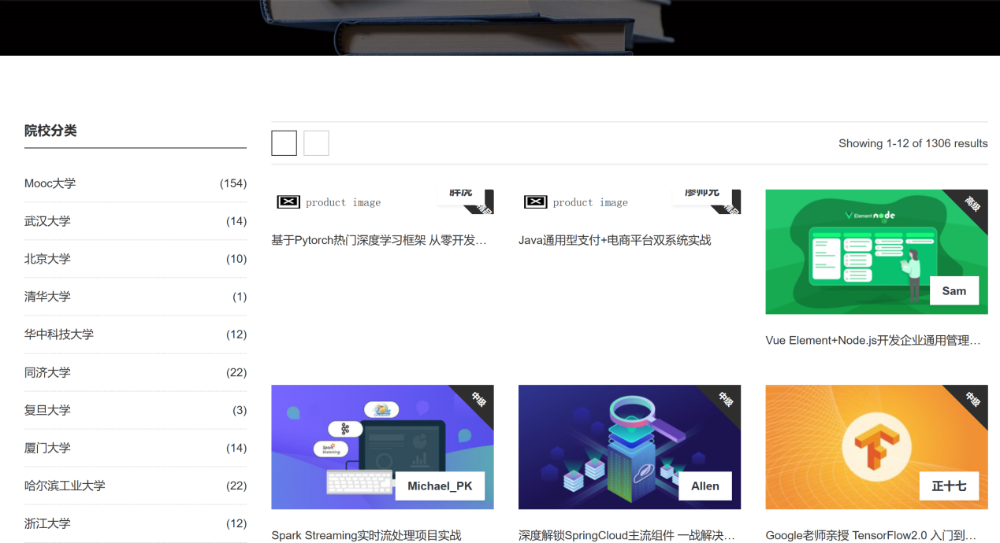 院校分类
Showing 1-12 of 1306 results
Mooc大学 (154)
武汉大学 (14)
北京大学 (10)
清华大学 (1)
华中科技大学 (12)
同济大学 (22)
复旦大学 (3)
厦门大学 (14)
哈尔滨工业大学 (22)
浙江大学 (12)
product image
胖虎
精品
基于Pytorch热门深度学习框架 从零开发…
product image
廖师兄
精品
Java通用型支付+电商平台双系统实战
高级
Element node
Sam
Vue Element+Node.js开发企业通用管理…
中级
Spark Streaming
Michael_PK
Spark Streaming实时流处理项目实战
中级
Allen
深度解锁SpringCloud主流组件 一战解决…
中级
正十七
Google老师亲授 TensorFlow2.0 入门到…